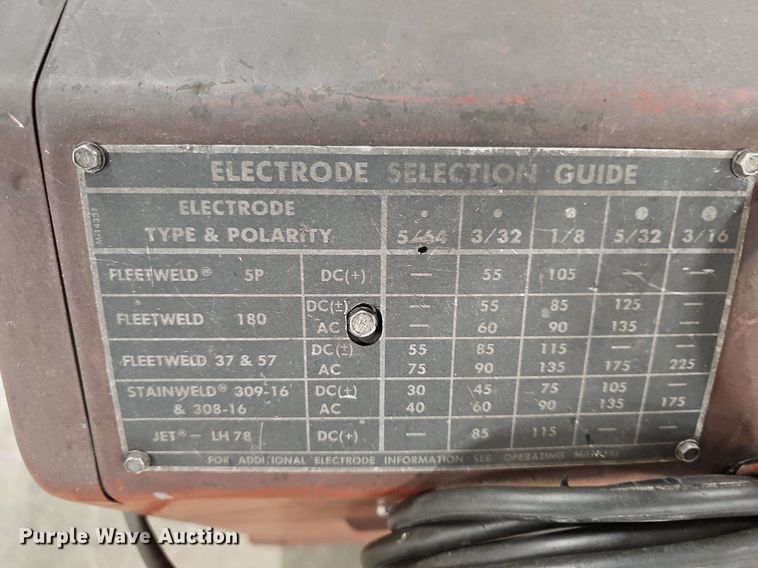 ELECTRODE SELECTION GUIDE
ELECTRODE
TYPE & POLARITY 5/64 3/32 1/8 5/32 3/16
FLEETWELD® 5P DC(+) — 55 105 — —
FLEETWELD 180 DC(±) — 55 85 125 —
AC — 60 90 135 —
FLEETWELD 37 & 57 DC(±) 55 85 115 — —
AC 75 90 135 175 225
STAINWELD® 309-16 DC(±) 30 45 75 105 —
& 308-16 AC 40 60 90 135 175
JET® — LH 78 DC(+) — 85 115 — —
FOR ADDITIONAL ELECTRODE INFORMATION SEE OPERATING MANUAL
Purple Wave Auction